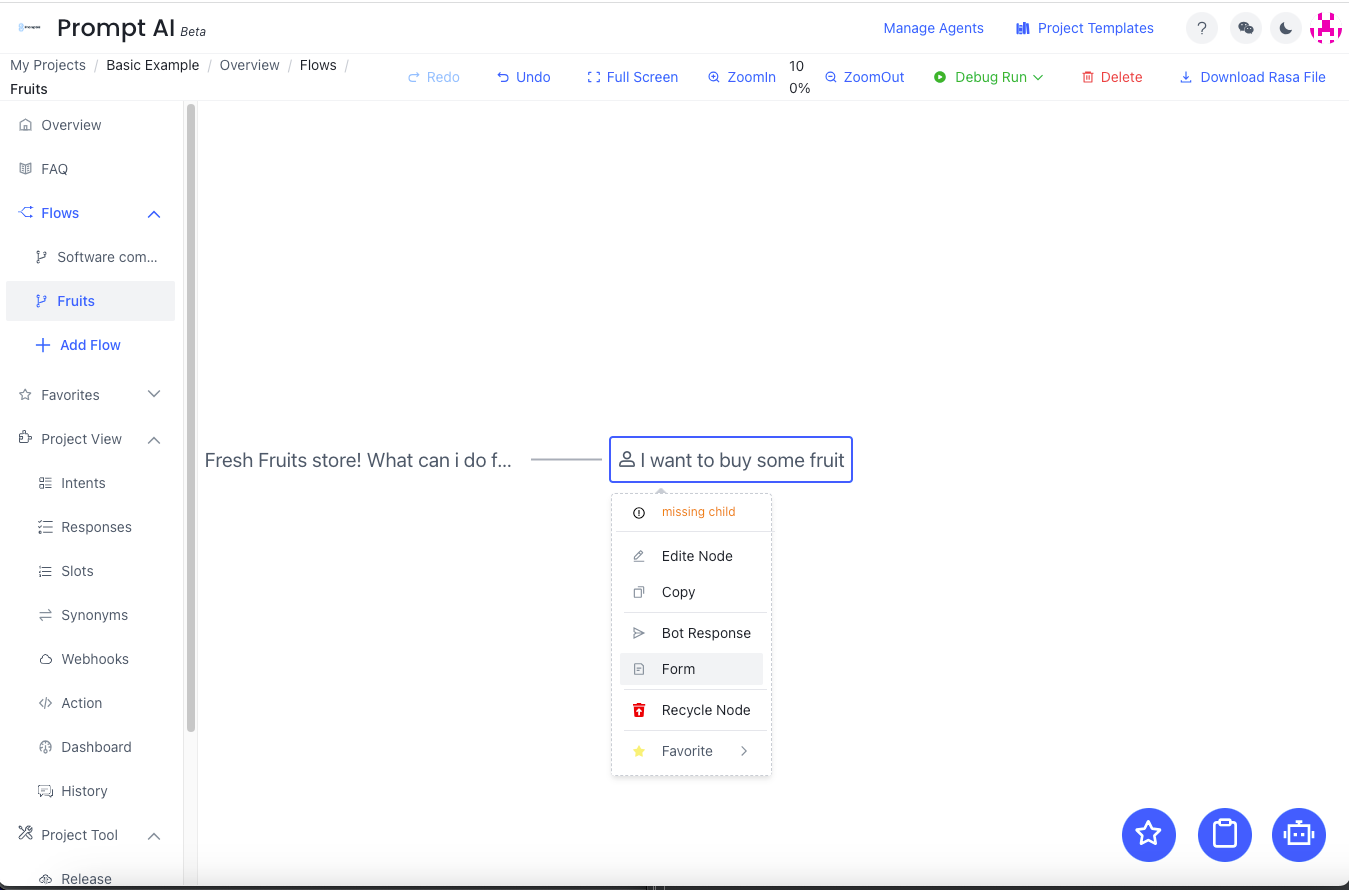 Prompt AI Beta
Manage Agents
Project Templates
?
My Projects / Basic Example / Overview / Flows /
Fruits
Redo
Undo
Full Screen
ZoomIn
10
0%
ZoomOut
Debug Run
Delete
Download Rasa File
Overview
FAQ
Flows
Software com...
Fruits
Add Flow
Favorites
Project View
Intents
Responses
Slots
Synonyms
Webhooks
Action
Dashboard
History
Project Tool
Release
Fresh Fruits store! What can i do f...
I want to buy some fruit
missing child
Edite Node
Copy
Bot Response
Form
Recycle Node
Favorite